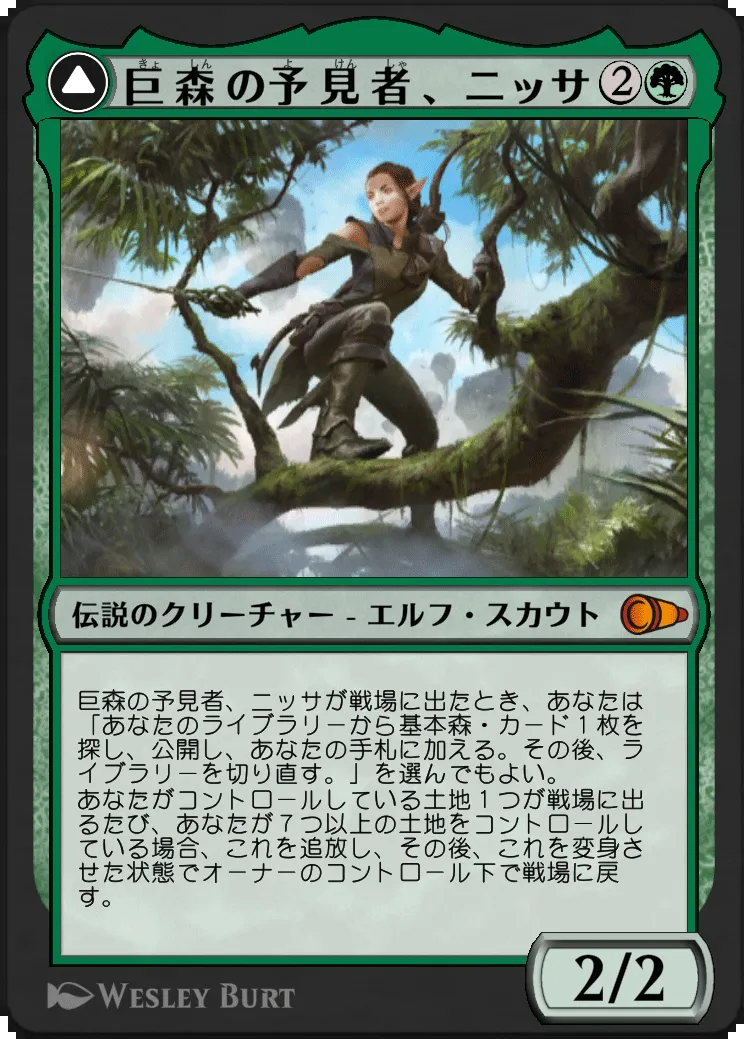 きょ しん よ けん しゃ
巨森の予見者、ニッサ 2
伝説のクリーチャー - エルフ・スカウト
巨森の予見者、ニッサが戦場に出たとき、あなたは
「あなたのライブラリーから基本森・カード１枚を
探し、公開し、あなたの手札に加える。その後、ラ
イブラリーを切り直す。」を選んでもよい。
あなたがコントロールしている土地１つが戦場に出
るたび、あなたが７つ以上の土地をコントロールし
ている場合、これを追放し、その後、これを変身さ
せた状態でオーナーのコントロール下で戦場に戻
す。
2/2
WESLEY BURT